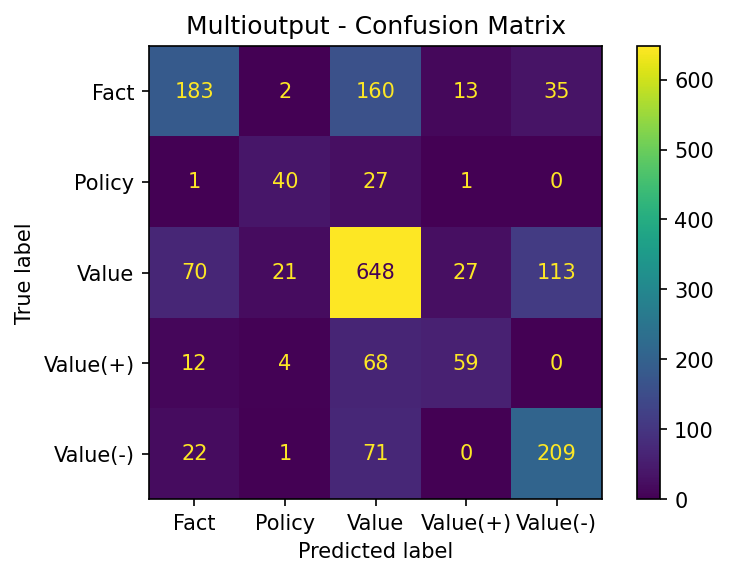 Multioutput - Confusion Matrix
Fact 183 2 160 13 35
Policy 1 40 27 1 0
Value 70 21 648 27 113
Value(+) 12 4 68 59 0
Value(-) 22 1 71 0 209
Fact Policy Value Value(+) Value(-)
Predicted label
True label
600
500
400
300
200
100
0